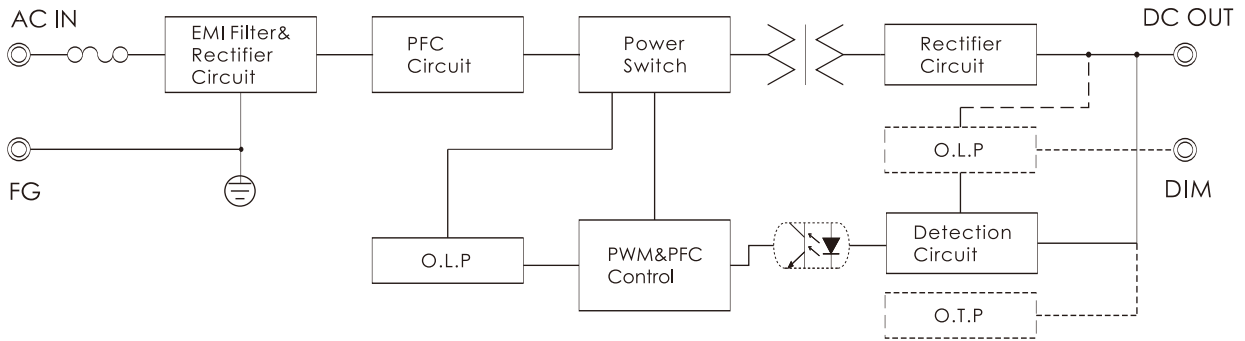 AC IN
EMI Filter&
Rectifier
Circuit
PFC
Circuit
Power
Switch
Rectifier
Circuit
DC OUT
FG
O.L.P
DIM
O.L.P
PWM&PFC
Control
Detection
Circuit
O.T.P